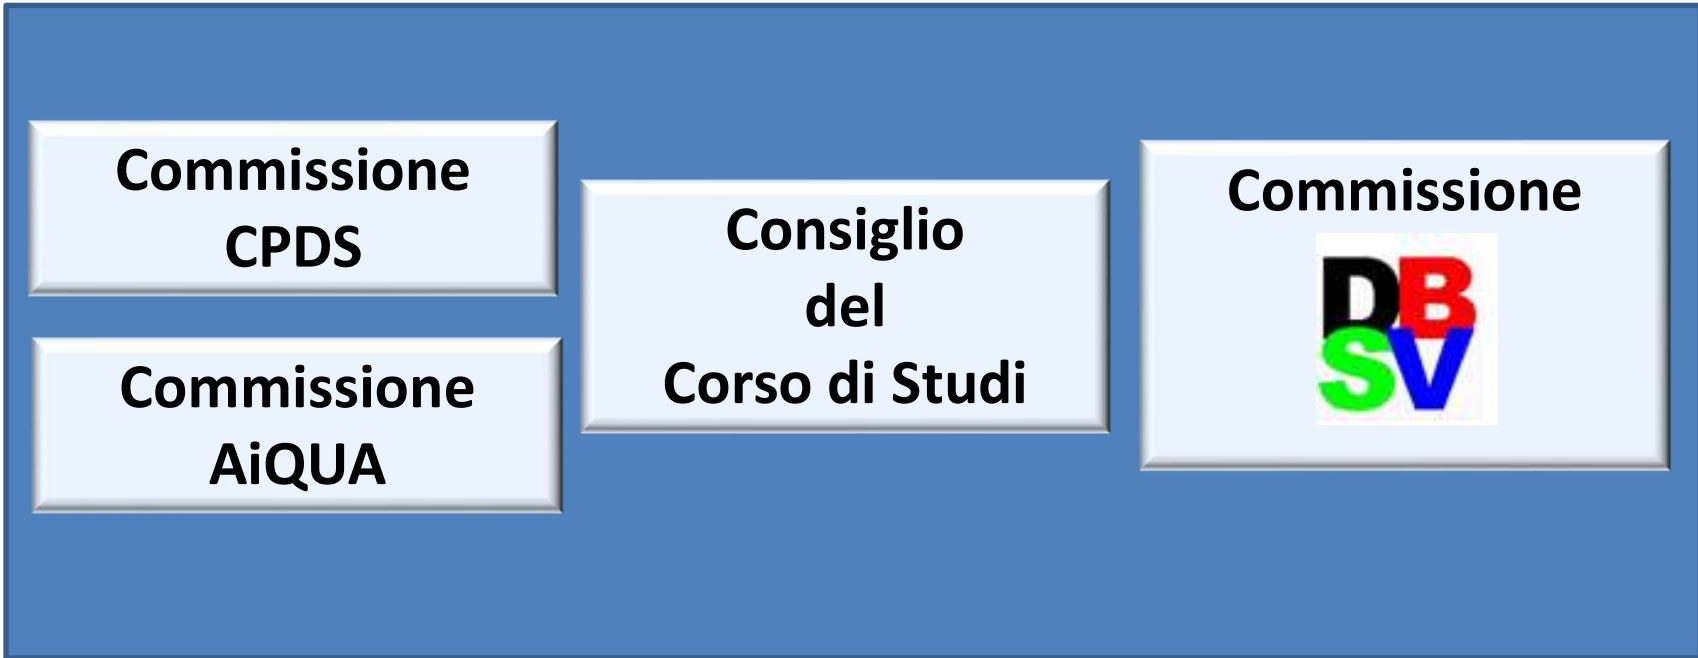 Commissione
CPDS
Commissione
AiQUA
Consiglio
del
Corso di Studi
Commissione
DB
SV